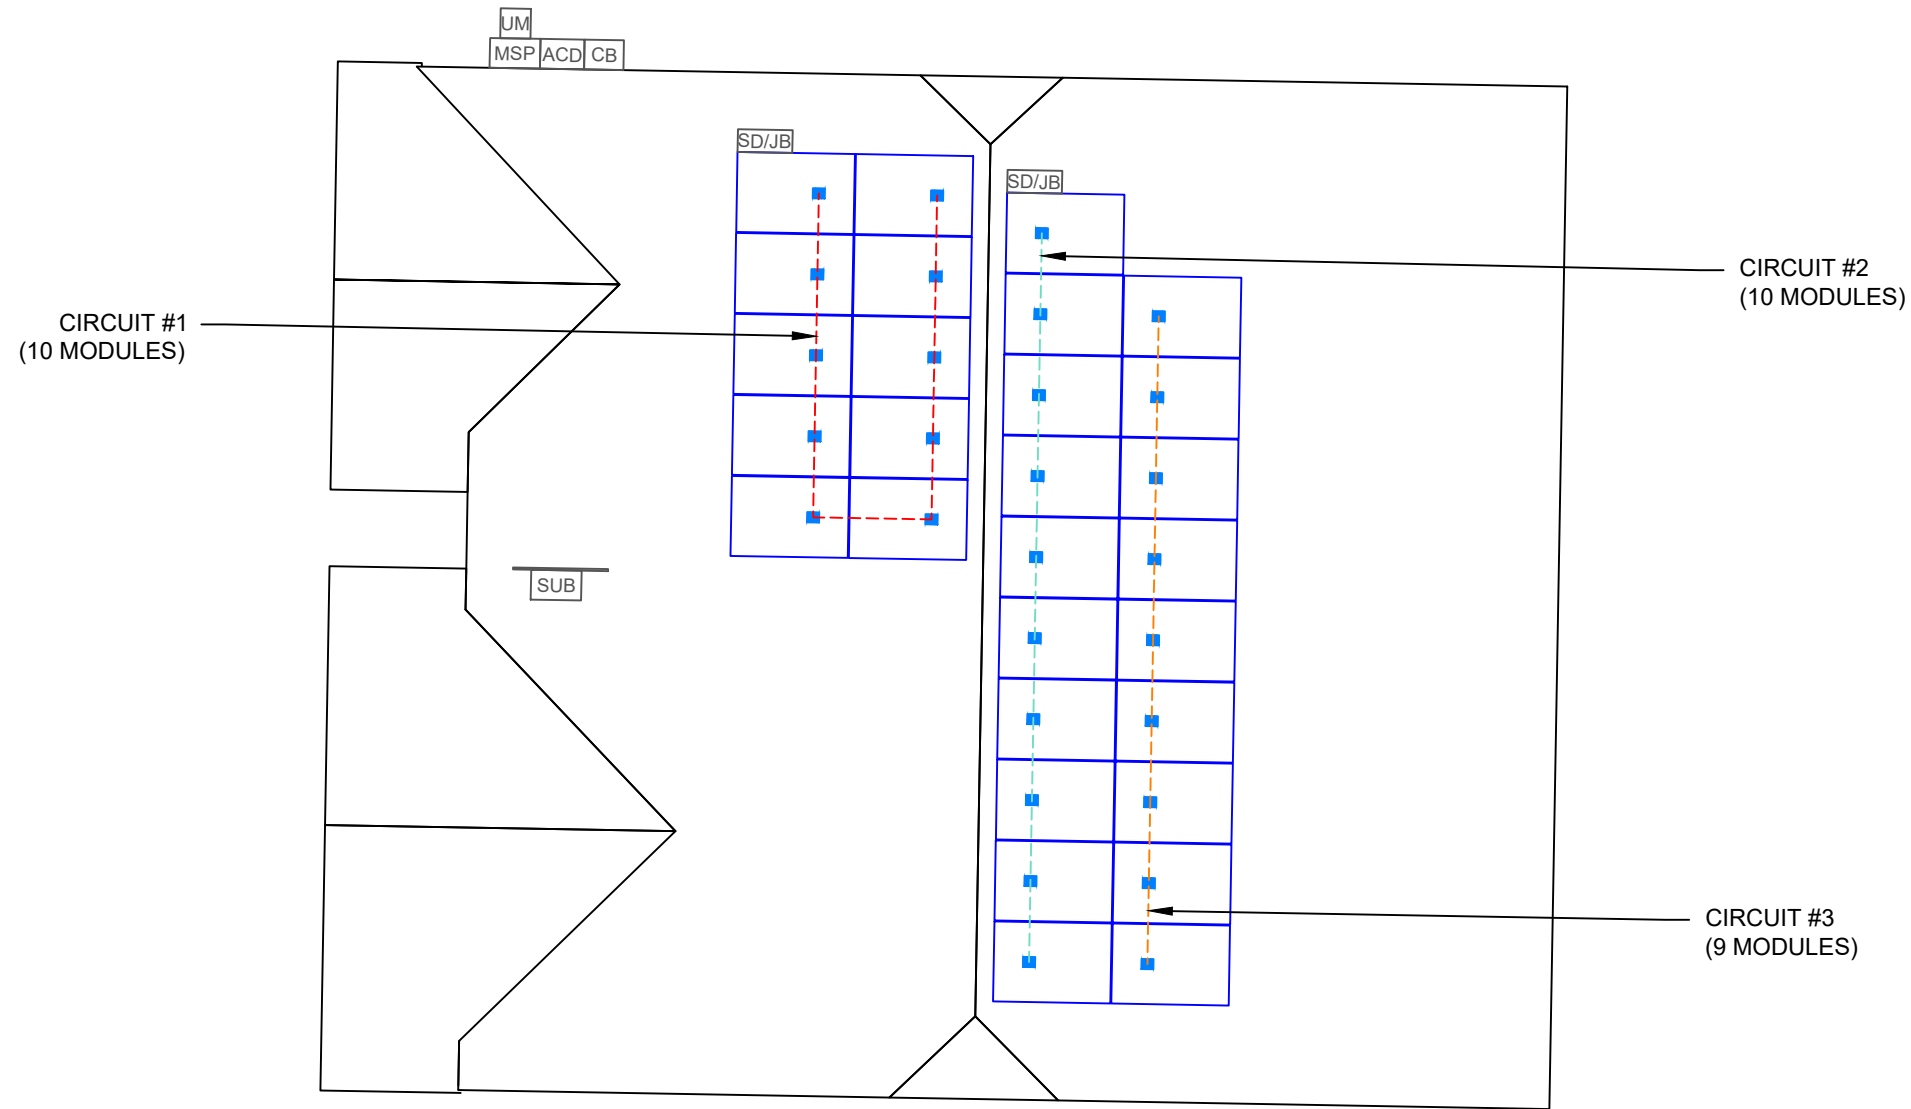 UM
MSP ACD CB
SD/JB
SD/JB
CIRCUIT #2
(10 MODULES)
CIRCUIT #1
(10 MODULES)
SUB
CIRCUIT #3
(9 MODULES)